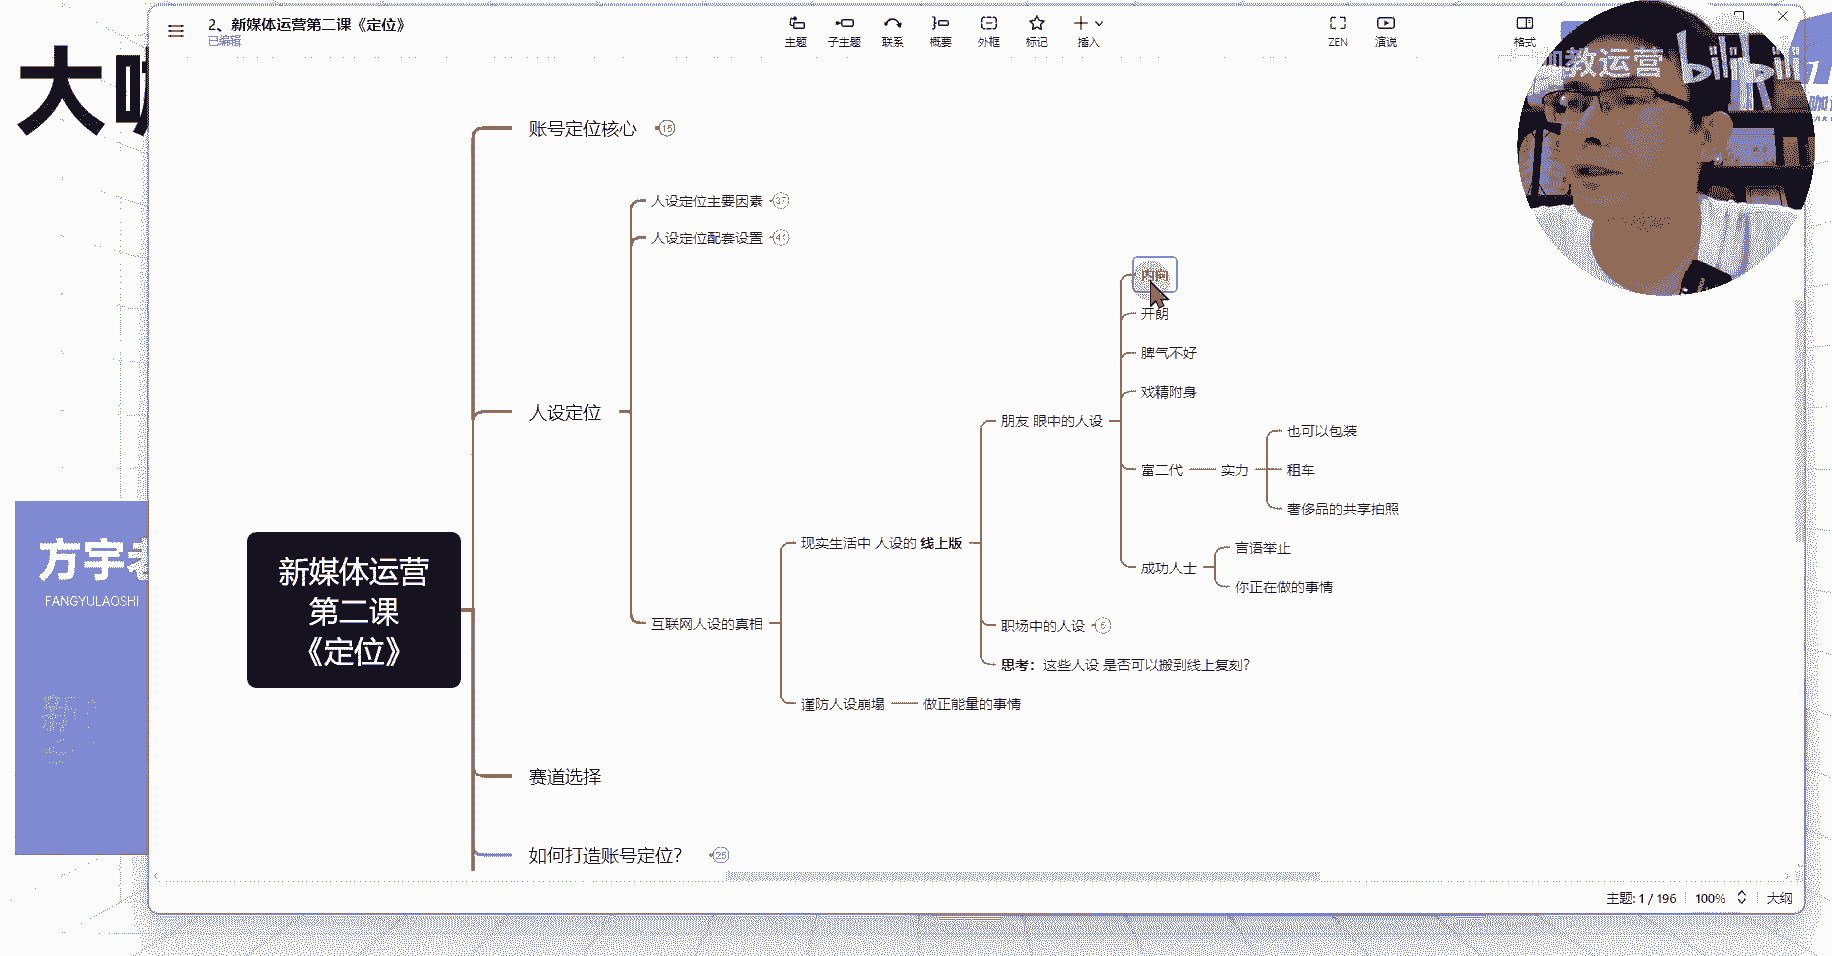 2、新媒体运营第二课《定位》
已编辑
主题
子主题
联系
概要
外框
标记
插入
ZEN
演说
格式
教运营
bilibili
大
方宇老
FANGYULAOSHI
账号定位核心
15
人设定位主要因素
37
人设定位配套设置
内向
开朗
脾气不好
戏精附身
朋友 眼中的人设
也可以包装
富二代
实力
租车
奢侈品的共享拍照
现实生活中 人设的 线上版
言语举止
成功人士
你正在做的事情
人设定位
互联网人设的真相
职场中的人设
6
思考：这些人设 是否可以搬到线上复刻？
谨防人设崩塌
做正能量的事情
新媒体运营
第二课
《定位》
赛道选择
如何打造账号定位？
25
主题: 1 / 196
100%
大纲